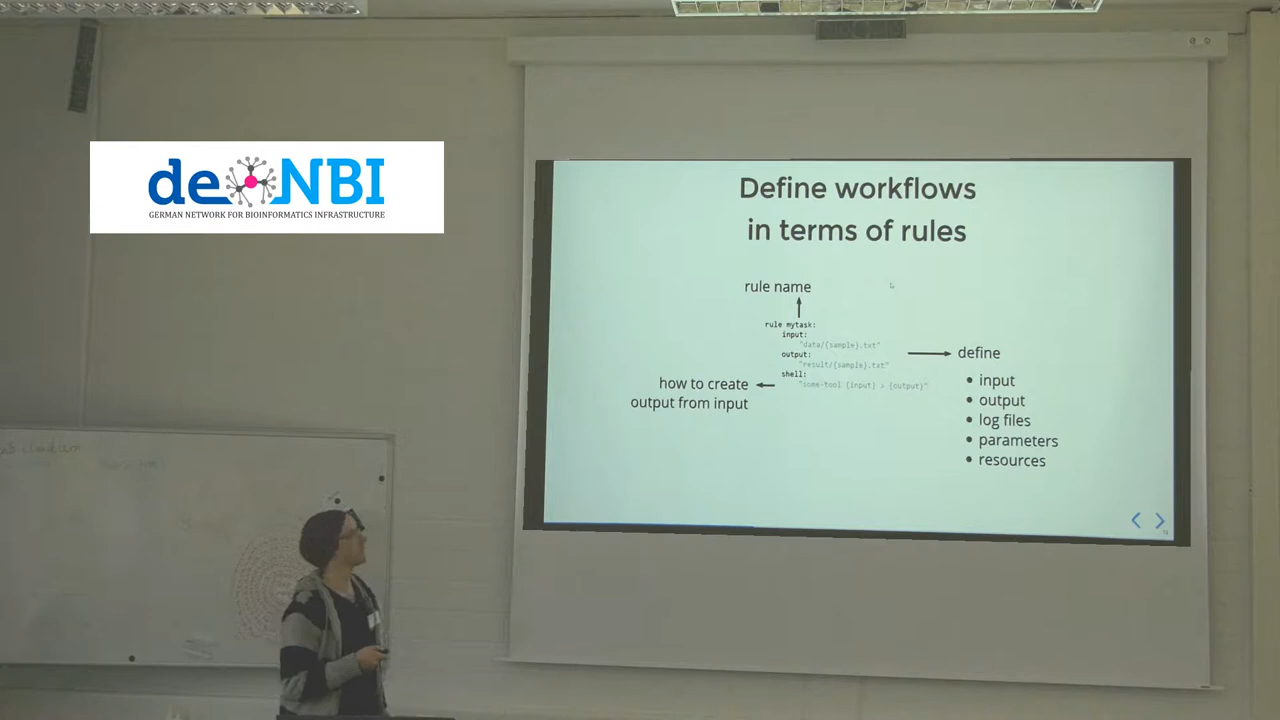 de NBI
GERMAN NETWORK FOR BIOINFORMATICS INFRASTRUCTURE
Define workflows
in terms of rules
rule name
rule mytask:
input:
"data/{sample}.txt"
output:
"result/{sample}.txt"
shell:
"some-tool {input} > {output}"
how to create
output from input
define
• input
• output
• log files
• parameters
• resources